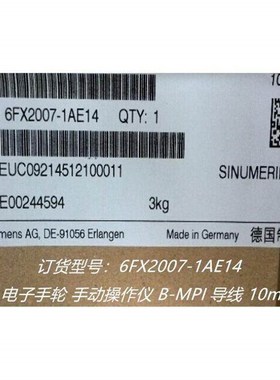 10
6FX2007-1AE14 QTY: 1
EUC09214512100011
SINUMERI
E00244594 3kg
mens AG, DE-91056 Erlangen Made in Germany 德国
订货型号：6FX2007-1AE14
电子手轮 手动操作仪 B-MPI 导线 10m